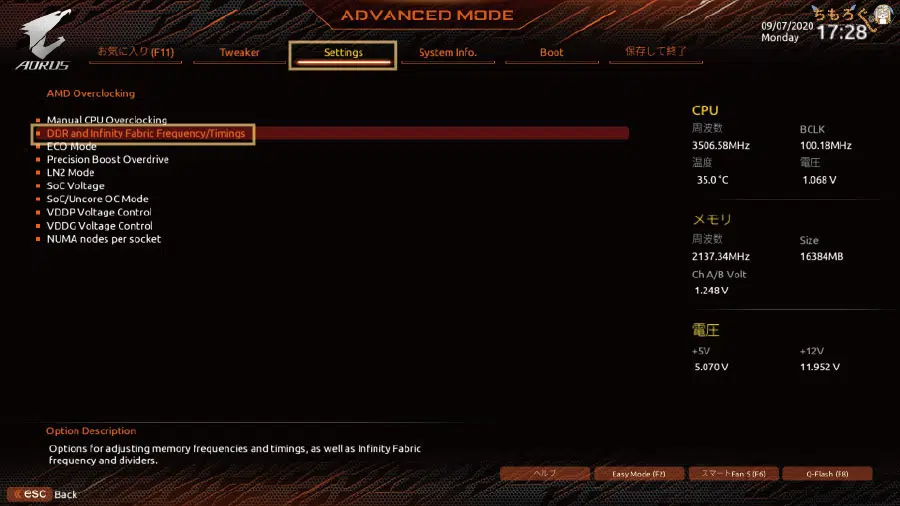 ADVANCED MODE
ちもろぐ
09/07/2020
Monday
17:28
AORUS
お気に入り (F11)
Tweaker
Settings
System Info.
Boot
保存して終了
AMD Overclocking
Manual CPU Overclocking
DDR and Infinity Fabric Frequency/Timings
ECO Mode
Precision Boost Overdrive
LN2 Mode
SoC Voltage
SoC/Uncore OC Mode
VDDP Voltage Control
VDDG Voltage Control
NUMA nodes per socket
CPU
周波数
BCLK
3506.58MHz
100.18MHz
温度
電圧
35.0 °C
1.068 V
メモリ
周波数
Size
2137.34MHz
16384MB
Ch A/B Volt
1.248 V
電圧
+5V
+12V
5.070 V
11.952 V
Option Description
Options for adjusting memory frequencies and timings, as well as Infinity Fabric
frequency and dividers.
ヘルプ
Easy Mode (F2)
スマート Fan 5 (F6)
Q-Flash (F8)
esc Back